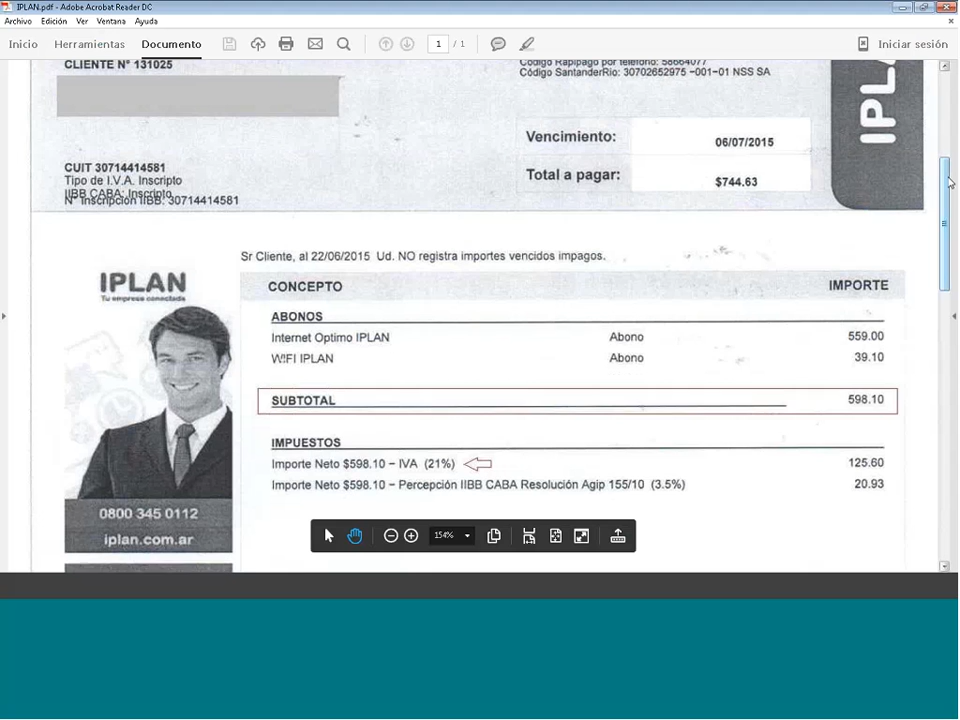 IPLAN.pdf - Adobe Acrobat Reader DC
Archivo Edición Ver Ventana Ayuda
Inicio Herramientas Documento 1 / 1 Iniciar sesión
CLIENTE Nº 131025
Código Rapipago por teléfono: 58664077
Código SantanderRio: 30702652975 -001-01 NSS SA
IPLA
Vencimiento: 06/07/2015
CUIT 30714414581
Total a pagar: $744.63
Tipo de I.V.A. Inscripto
IIBB CABA: Inscripto
Nº Inscripción IIBB: 30714414581
Sr Cliente, al 22/06/2015 Ud. NO registra importes vencidos impagos.
IPLAN
Tu empresa conectada
CONCEPTO IMPORTE
ABONOS
Internet Optimo IPLAN Abono 559.00
WIFI IPLAN Abono 39.10
SUBTOTAL 598.10
IMPUESTOS
Importe Neto $598.10 – IVA (21%) 125.60
Importe Neto $598.10 – Percepción IIBB CABA Resolución Agip 155/10 (3.5%) 20.93
0800 345 0112
iplan.com.ar
154%